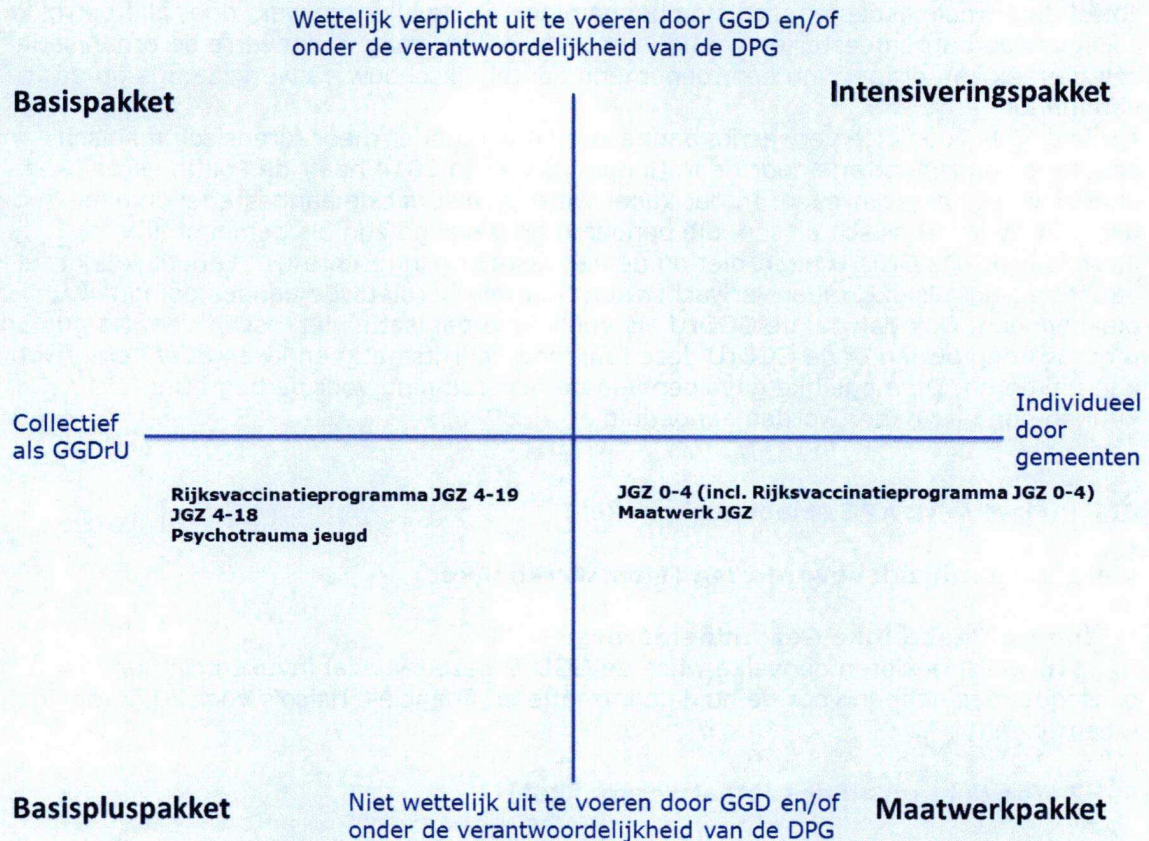 Wettelijk verplicht uit te voeren door GGD en/of
onder de verantwoordelijkheid van de DPG
Basispakket
Intensiveringspakket
Collectief
als GGDrU
Individueel
door
gemeenten
Rijksvaccinatieprogramma JGZ 4-19
JGZ 4-18
Psychotrauma jeugd
JGZ 0-4 (incl. Rijksvaccinatieprogramma JGZ 0-4)
Maatwerk JGZ
Basispluspakket
Niet wettelijk uit te voeren door GGD en/of
onder de verantwoordelijkheid van de DPG
Maatwerkpakket